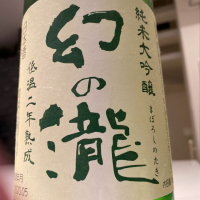 純米大吟醸
まぼろしのたき
幻の瀧
低温二年熟成